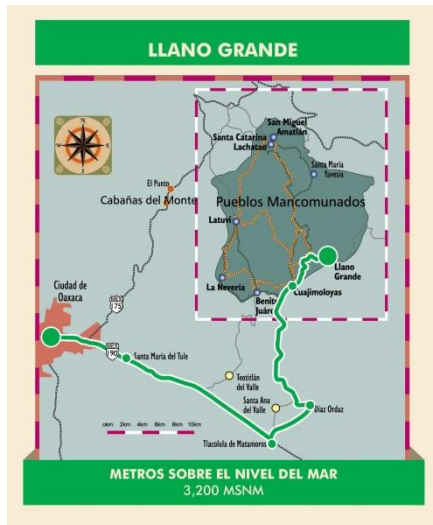 LLANO GRANDE
San Miguel
Amatlán
Santa Catarina
Lachatao
Santa María
Yavesia
El Punto
Cabañas del Monte
Pueblos Mancomunados
Latuvi
Llano
Grande
La Nevería
Cuajimoloyas
Benito
Juárez
Ciudad
de Oaxaca
175
190
Santa María del Tule
Teotitlán
del Valle
Santa Ana
del Valle
Díaz Ordaz
0km 2km 4km 6km 8km 10km
Tlacolula de Matamoros
METROS SOBRE EL NIVEL DEL MAR
3,200 MSNM